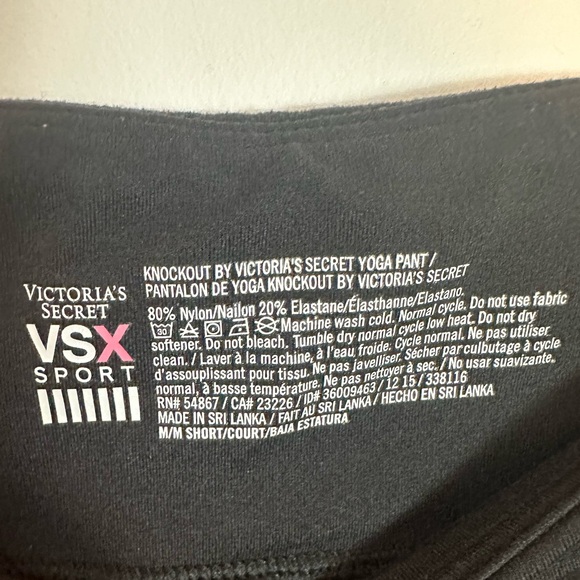 VICTORIA'S
SECRET
VSX
SPORT
KNOCKOUT BY VICTORIA'S SECRET YOGA PANT /
PANTALON DE YOGA KNOCKOUT BY VICTORIA'S SECRET
80% Nylon/Nailon 20% Elastane/Élasthanne/Elastano.
30 Machine wash cold. Normal cycle. Do not use fabric
softener. Do not bleach. Tumble dry normal cycle low heat. Do not dry
clean. / Laver à la machine, à l'eau, froide. Cycle normal. Ne pas utiliser
d'assouplissant pour tissu. Ne pas javeliser. Sécher par culbutage à cycle
normal, à basse température. Ne pas nettoyer à sec. / No usar suavizante.
RN# 54867 / CA# 23226 / ID# 36009463 / 12 15 / 338116
MADE IN SRI LANKA / FAIT AU SRI LANKA / HECHO EN SRI LANKA
M/M SHORT/COURT/BAJA ESTATURA